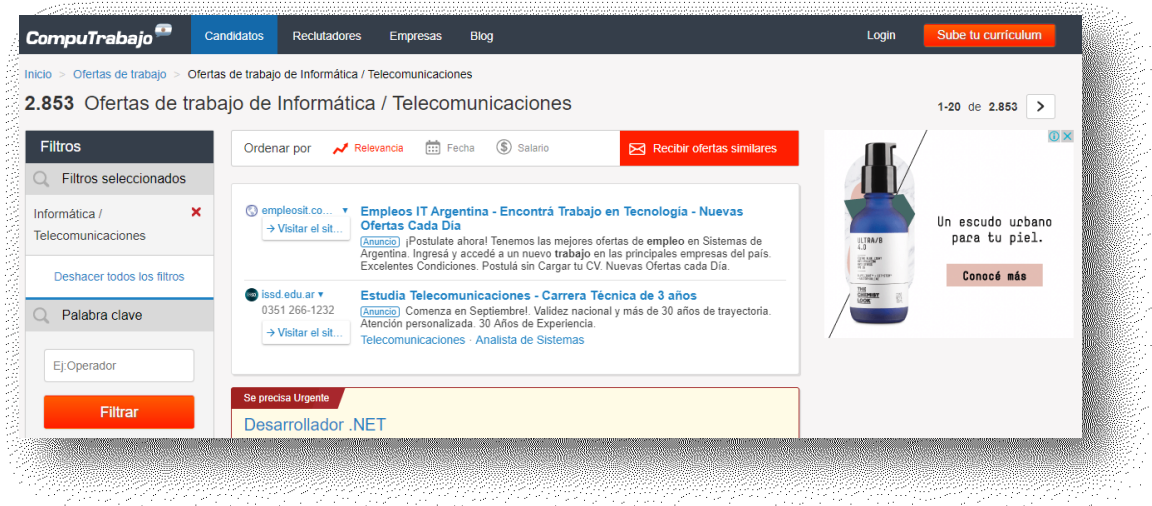 CompuTrabajo
Candidatos Reclutadores Empresas Blog Login Sube tu currículum
Inicio > Ofertas de trabajo > Ofertas de trabajo de Informática / Telecomunicaciones
2.853 Ofertas de trabajo de Informática / Telecomunicaciones
1-20 de 2.853 >
Filtros
Filtros seleccionados
Informática /
Telecomunicaciones
Deshacer todos los filtros
Palabra clave
Ej:Operador
Filtrar
Ordenar por Relevancia Fecha Salario Recibir ofertas similares
empleosit.co...
→ Visitar el sit...
Empleos IT Argentina - Encontrá Trabajo en Tecnología - Nuevas
Ofertas Cada Día
Anuncio ¡Postulate ahora! Tenemos las mejores ofertas de empleo en Sistemas de
Argentina. Ingresá y accedé a un nuevo trabajo en las principales empresas del país.
Excelentes Condiciones. Postulá sin Cargar tu CV. Nuevas Ofertas cada Día.
issd.edu.ar
0351 266-1232
→ Visitar el sit...
Estudia Telecomunicaciones - Carrera Técnica de 3 años
Anuncio Comenza en Septiembre!. Validez nacional y más de 30 años de trayectoria.
Atención personalizada. 30 Años de Experiencia.
Telecomunicaciones · Analista de Sistemas
Se precisa Urgente
Desarrollador .NET
ULTRA/B
4.0
THE
CHEMIST
LOOK
Un escudo urbano
para tu piel.
Conocé más